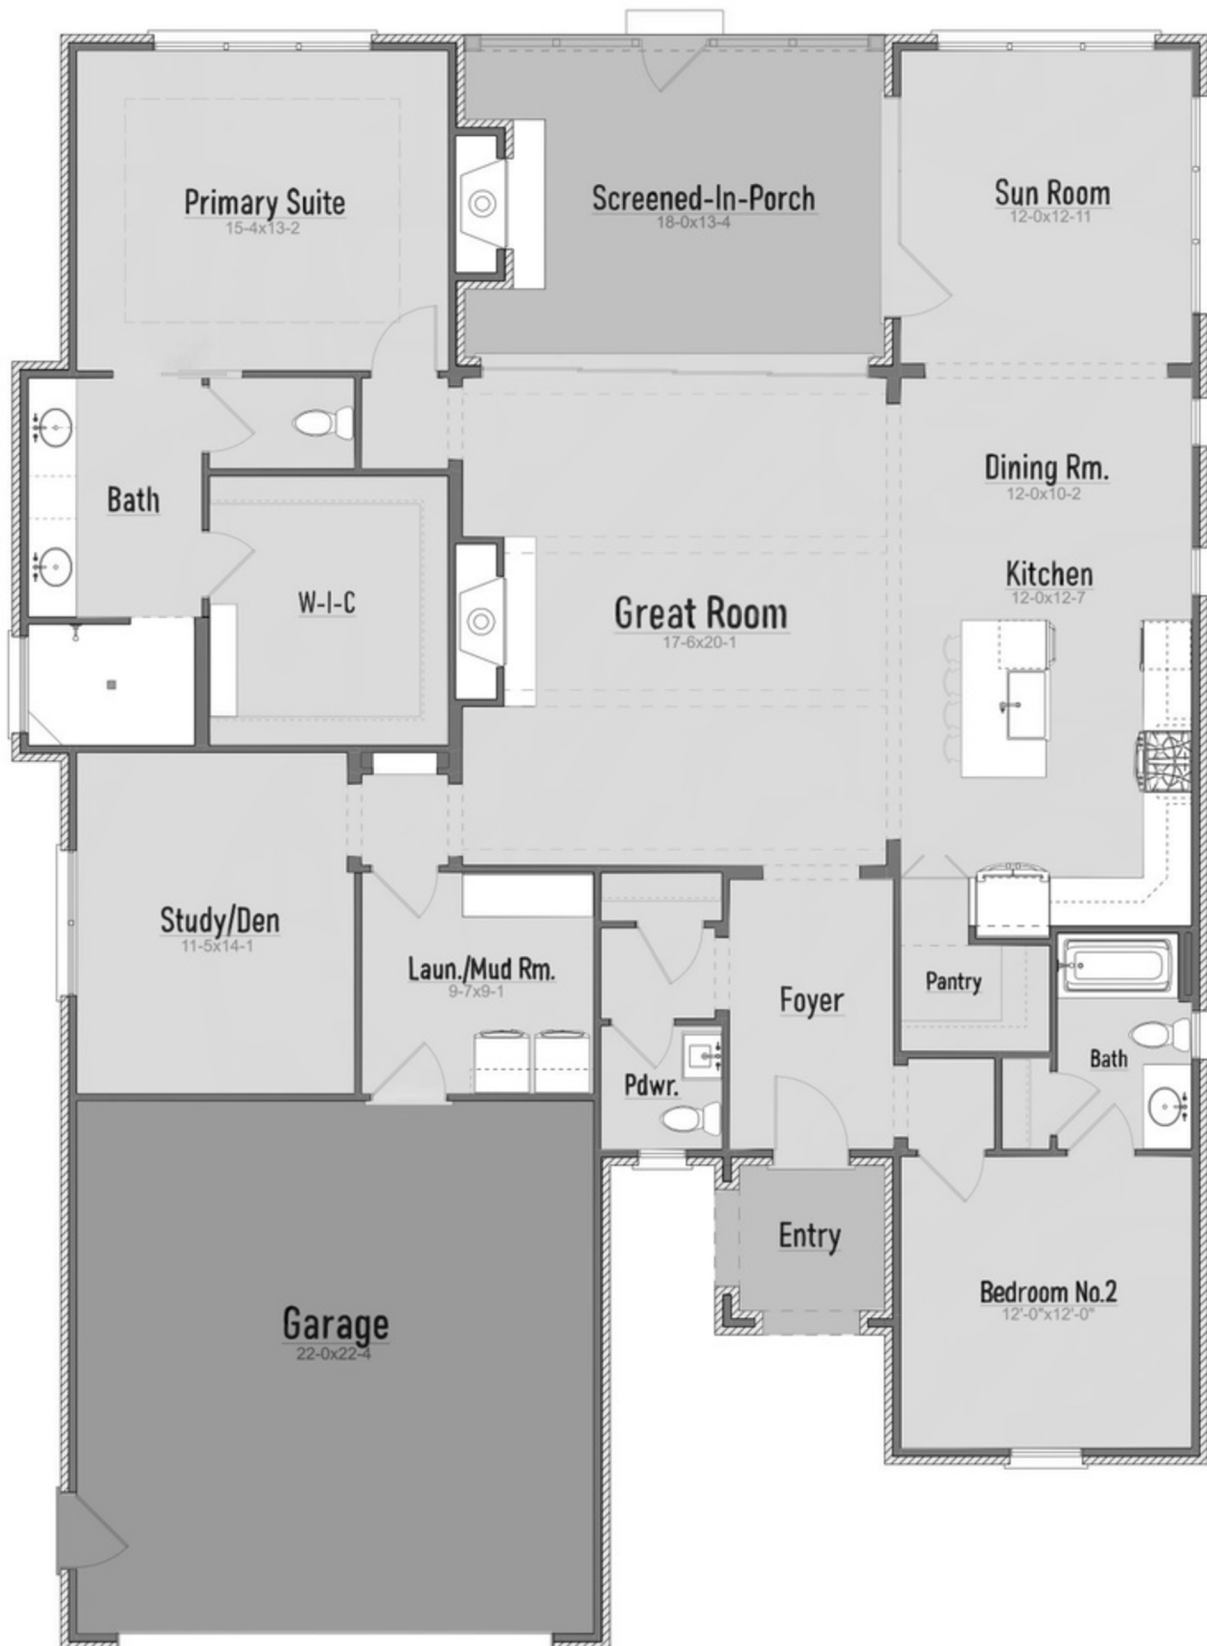 Primary Suite
15-4x13-2
Screened-In-Porch
18-0x13-4
Sun Room
12-0x12-11
Bath
Dining Rm.
12-0x10-2
W-I-C
Great Room
17-6x20-1
Kitchen
12-0x12-7
Study/Den
11-5x14-1
Laun./Mud Rm.
9-7x9-1
Foyer
Pantry
Pdwr.
Bath
Entry
Bedroom No.2
12'-0"x12'-0"
Garage
22-0x22-4